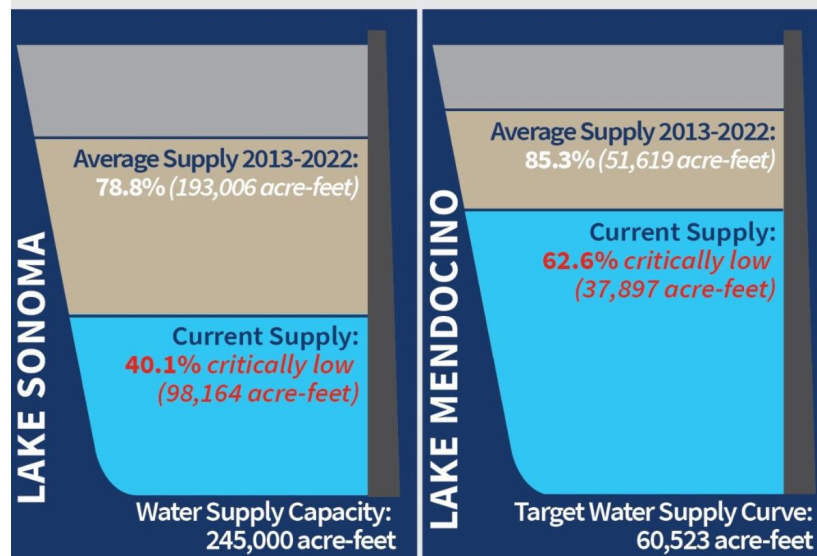 LAKE SONOMA
Average Supply 2013-2022:
78.8% (193,006 acre-feet)
Current Supply:
40.1% critically low
(98,164 acre-feet)
Water Supply Capacity:
245,000 acre-feet
LAKE MENDOCINO
Average Supply 2013-2022:
85.3% (51,619 acre-feet)
Current Supply:
62.6% critically low
(37,897 acre-feet)
Target Water Supply Curve:
60,523 acre-feet